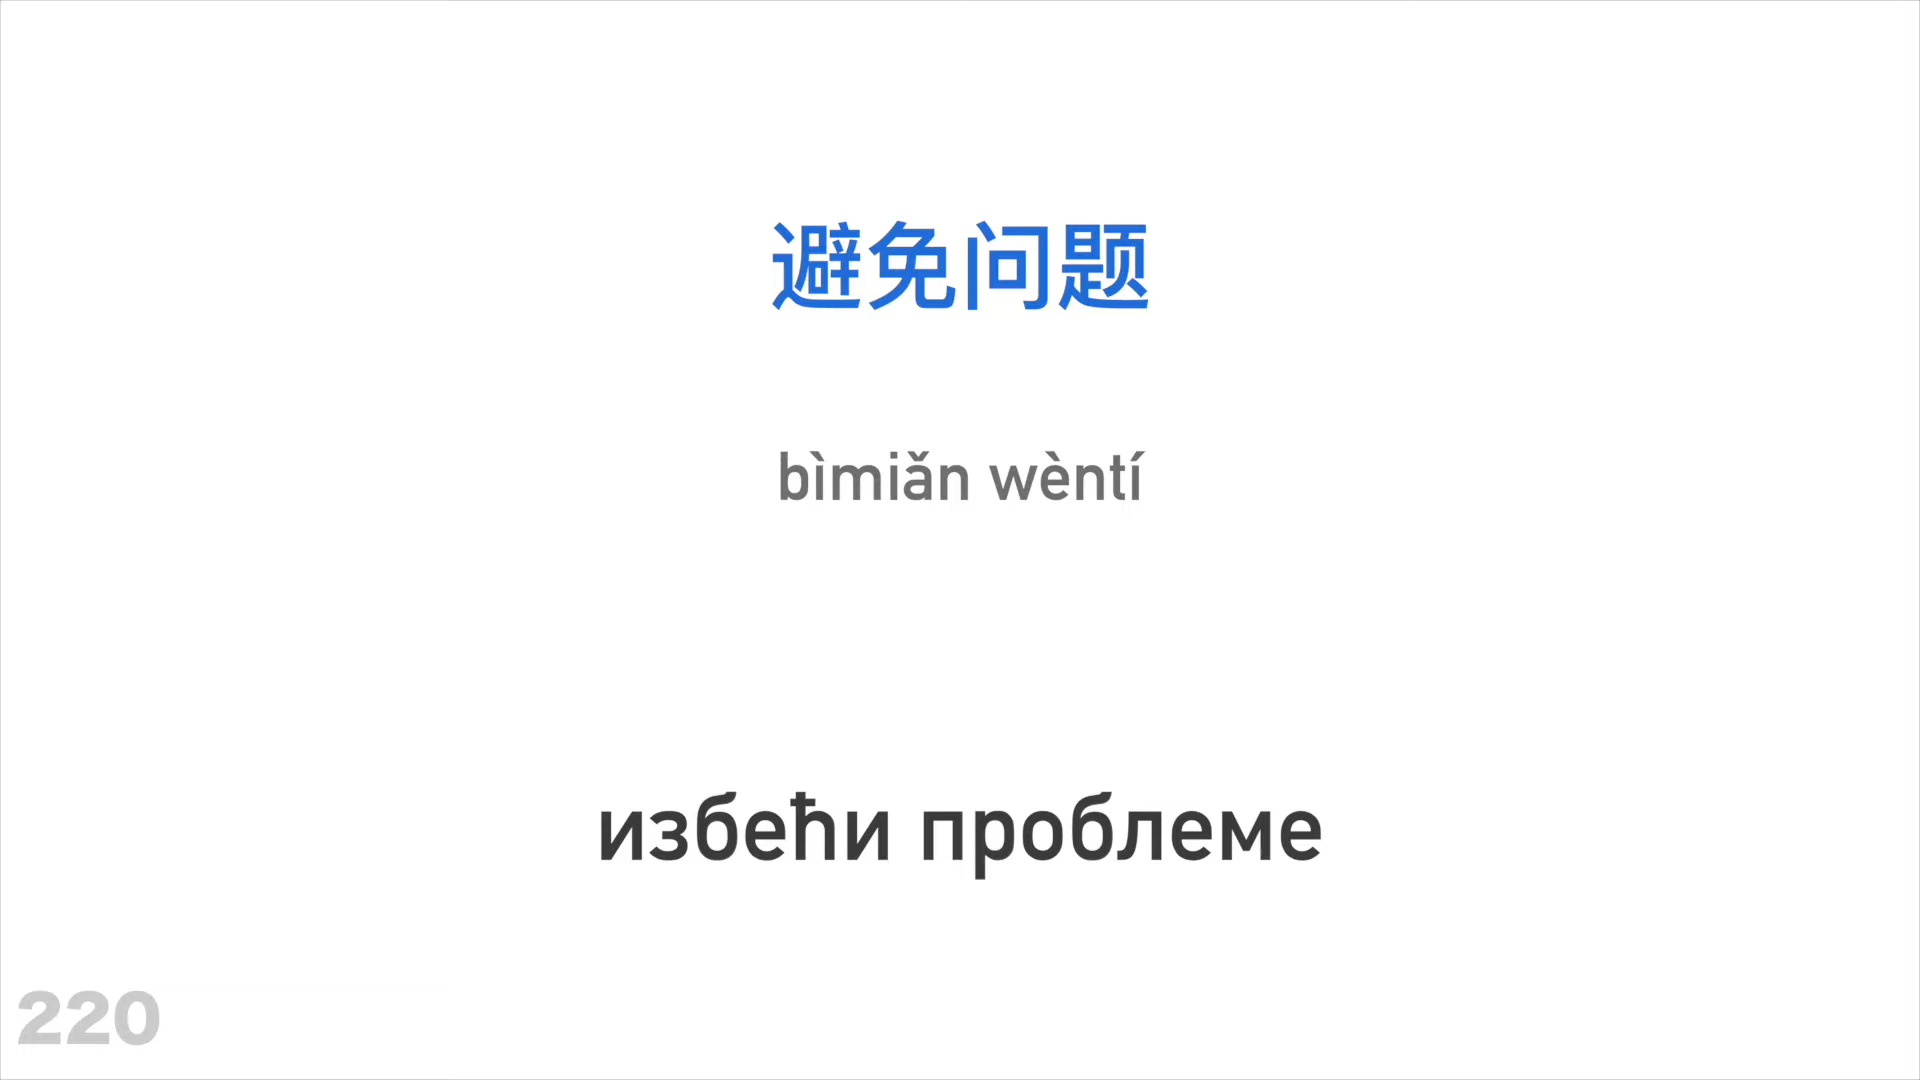 避免问题
bìmiǎn wèntí
избећи проблеме
220